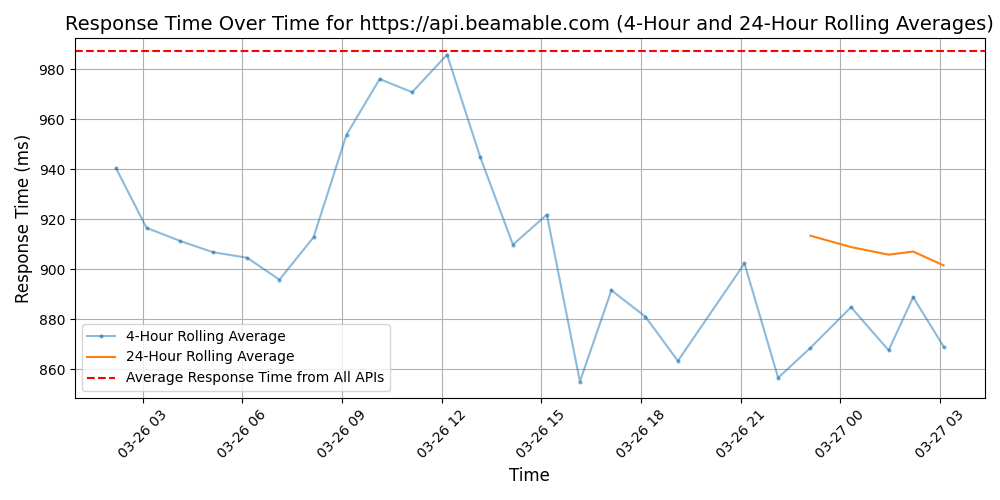 Response Time Over Time for https://api.beamable.com (4-Hour and 24-Hour Rolling Averages)
Response Time (ms)
980
960
940
920
900
880
860
4-Hour Rolling Average
24-Hour Rolling Average
Average Response Time from All APIs
03-26 03
03-26 06
03-26 09
03-26 12
03-26 15
03-26 18
03-26 21
03-27 00
03-27 03
Time